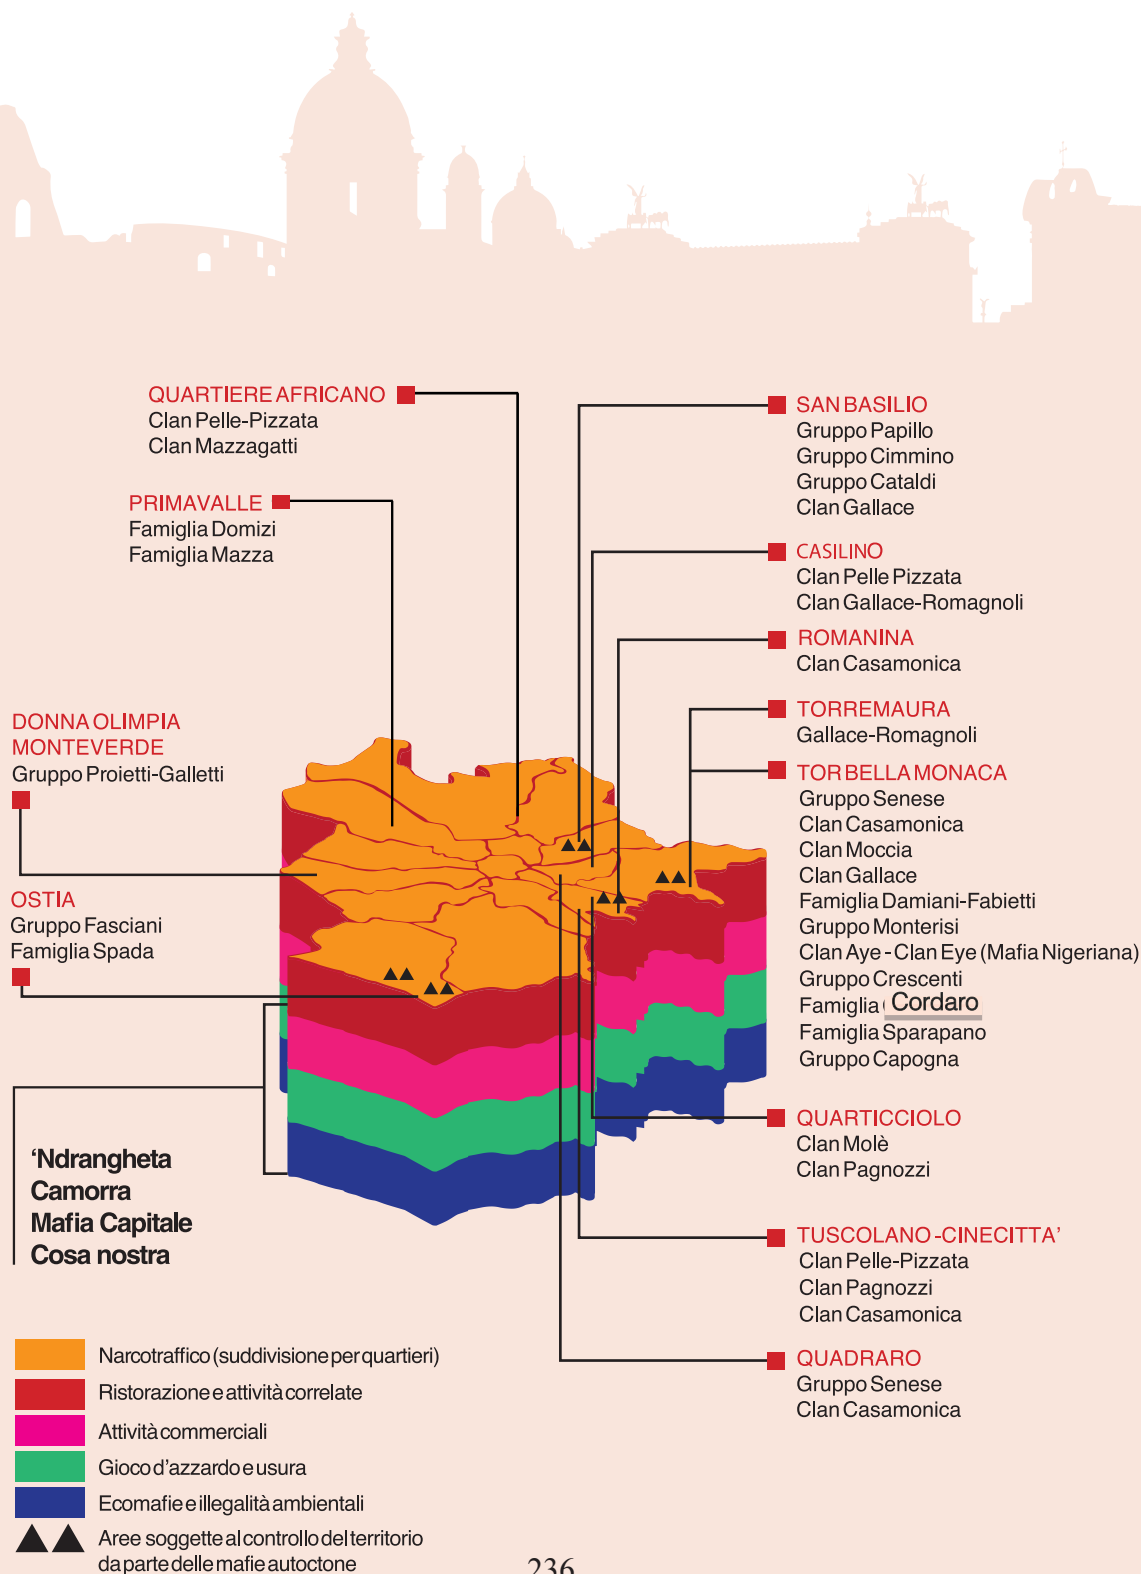 QUARTIERE AFRICANO
Clan Pelle-Pizzata
Clan Mazzagatti
PRIMAVALLE
Famiglia Domizi
Famiglia Mazza
DONNA OLIMPIA
MONTEVERDE
Gruppo Proietti-Galletti
OSTIA
Gruppo Fasciani
Famiglia Spada
'Ndrangheta
Camorra
Mafia Capitale
Cosa nostra
SAN BASILIO
Gruppo Papillo
Gruppo Cimmino
Gruppo Cataldi
Clan Gallace
CASILINO
Clan Pelle Pizzata
Clan Gallace-Romagnoli
ROMANINA
Clan Casamonica
TORREMAURA
Gallace-Romagnoli
TOR BELLA MONACA
Gruppo Senese
Clan Casamonica
Clan Moccia
Clan Gallace
Famiglia Damiani-Fabietti
Gruppo Monterisi
Clan Aye - Clan Eye (Mafia Nigeriana)
Gruppo Crescenti
Famiglia Cordaro
Famiglia Sparapano
Gruppo Capogna
QUARTICCIOLO
Clan Molè
Clan Pagnozzi
TUSCOLANO - CINECITTA'
Clan Pelle-Pizzata
Clan Pagnozzi
Clan Casamonica
QUADRARO
Gruppo Senese
Clan Casamonica
Narcotraffico (suddivisione per quartieri)
Ristorazione e attività correlate
Attività commerciali
Gioco d'azzardo e usura
Ecomafie e illegalità ambientali
Aree soggette al controllo del territorio
da parte delle mafie autoctone
236